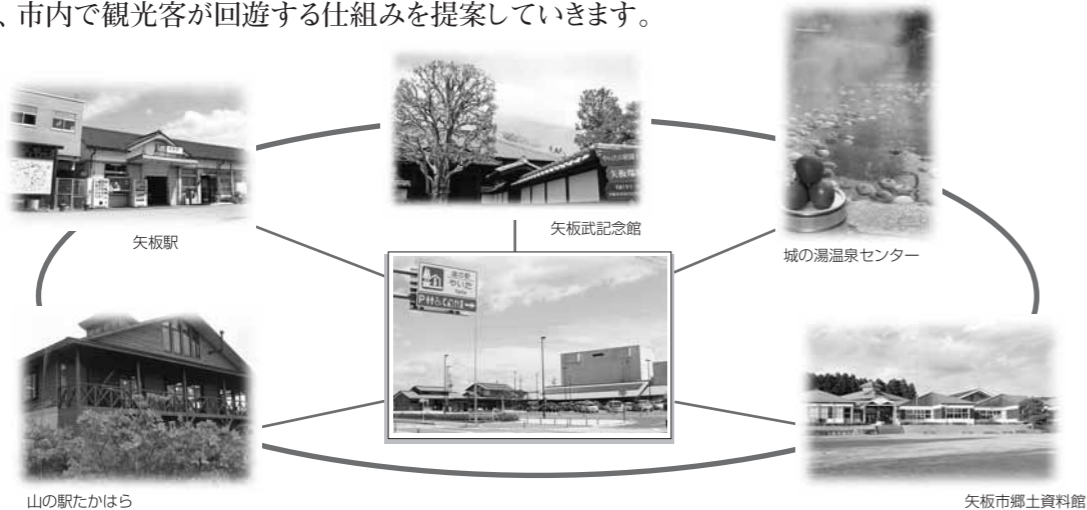 、市内で観光客が回遊する仕組みを提案していきます。
矢板駅
矢板武記念館
城の湯温泉センター
道の駅
やいた
山の駅たかはら
矢板市郷土資料館